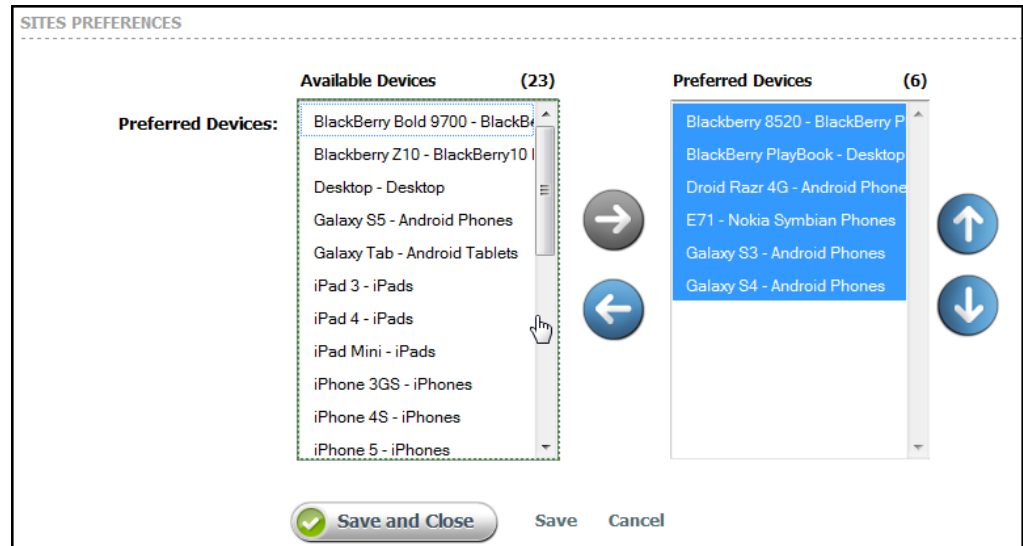 SITES PREFERENCES
Available Devices (23)
Preferred Devices (6)
Preferred Devices:
BlackBerry Bold 9700 - BlackBe
Blackberry Z10 - BlackBerry10
Desktop - Desktop
Galaxy S5 - Android Phones
Galaxy Tab - Android Tablets
iPad 3 - iPads
iPad 4 - iPads
iPad Mini - iPads
iPhone 3GS - iPhones
iPhone 4S - iPhones
iPhone 5 - iPhones
Blackberry 8520 - BlackBerry P
BlackBerry PlayBook - Desktop
Droid Razr 4G - Android Phone
E71 - Nokia Symbian Phones
Galaxy S3 - Android Phones
Galaxy S4 - Android Phones
Save and Close Save Cancel